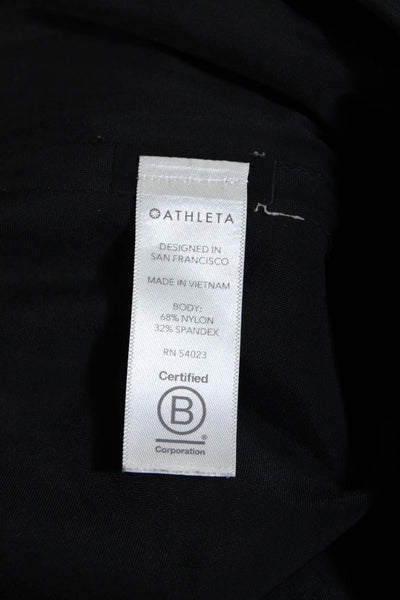 ATHLETA
DESIGNED IN
SAN FRANCISCO
MADE IN VIETNAM
BODY:
68% NYLON
32% SPANDEX
RN 54023
Certified
B
®
Corporation